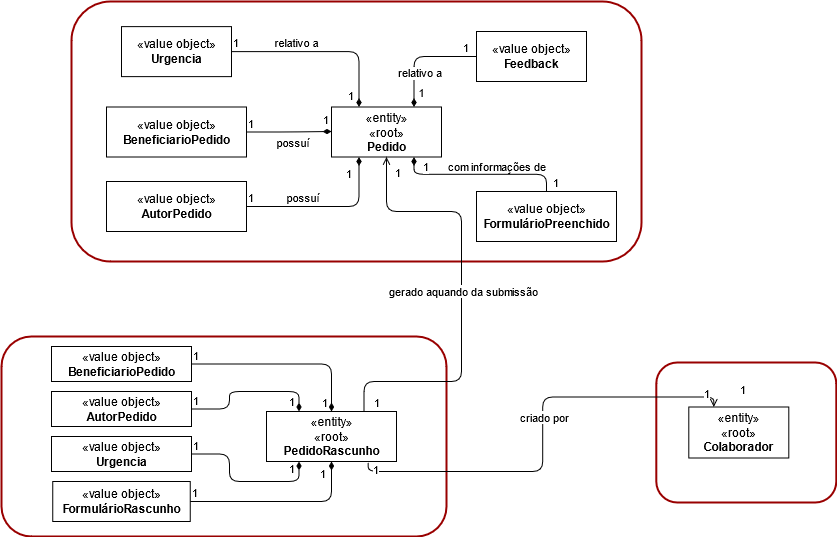 «value object»
Urgencia
1
relativo a
1
«value object»
Feedback
1
relativo a
1
«value object»
BeneficiarioPedido
1
possuí
1
«entity»
«root»
Pedido
«value object»
AutorPedido
1
possuí
1
1
1
com informações de
1
«value object»
FormulárioPreenchido
gerado aquando da submissão
«value object»
BeneficiarioPedido
1
1
«value object»
AutorPedido
1
1
1
«entity»
«root»
PedidoRascunho
«value object»
Urgencia
1
1
«value object»
FormulárioRascunho
1
1
1
criado por
1
1
«entity»
«root»
Colaborador